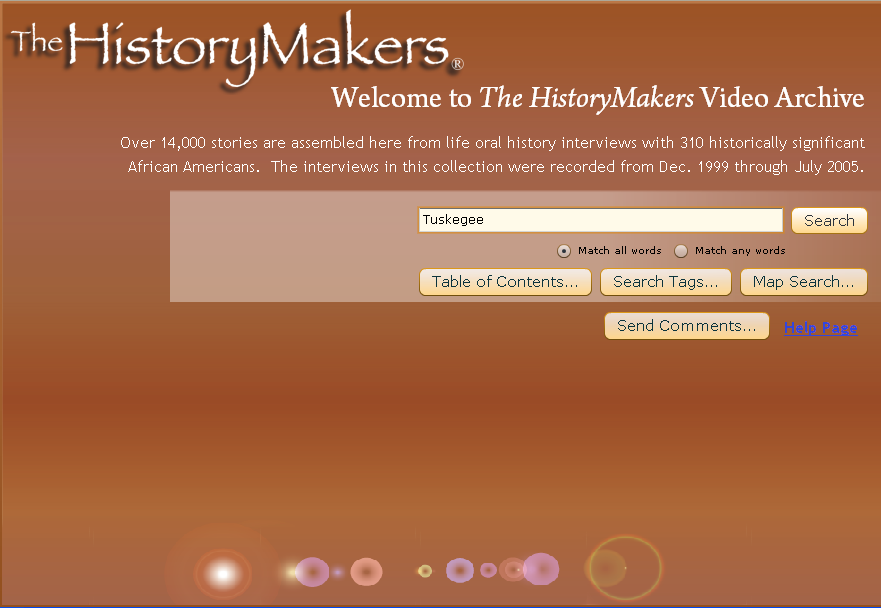 The HistoryMakers®
Welcome to The HistoryMakers Video Archive
Over 14,000 stories are assembled here from life oral history interviews with 310 historically significant
African Americans. The interviews in this collection were recorded from Dec. 1999 through July 2005.
Tuskegee Search
Match all words Match any words
Table of Contents... Search Tags... Map Search...
Send Comments... Help Page